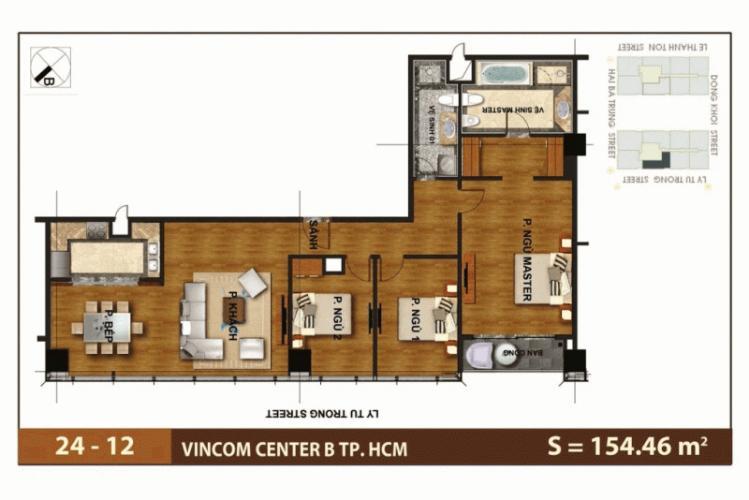 B
LE THANH TON STREET
HAI BA TRUNG STREET
DONG KHOI STREET
LY TU TRONG STREET
VỆ SINH 01
VỆ SINH MASTER
SẢNH
P. NGỦ MASTER
P. BẾP
P. KHÁCH
P. NGỦ 2
P. NGỦ 1
BAN CÔNG
LY TU TRONG STREET
24 - 12
VINCOM CENTER B TP. HCM
S = 154.46 m²